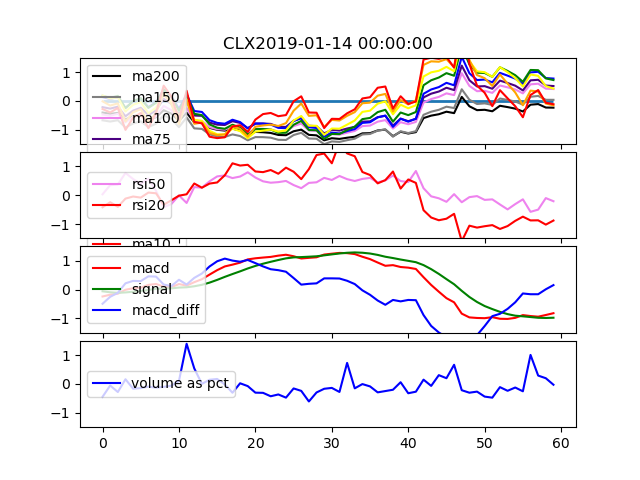 CLX2019-01-14 00:00:00
1
0
−1
ma200
ma150
ma100
ma75
1
0
−1
rsi50
rsi20
ma10
1
0
−1
macd
signal
macd_diff
1
0
−1
volume as pct
0 10 20 30 40 50 60